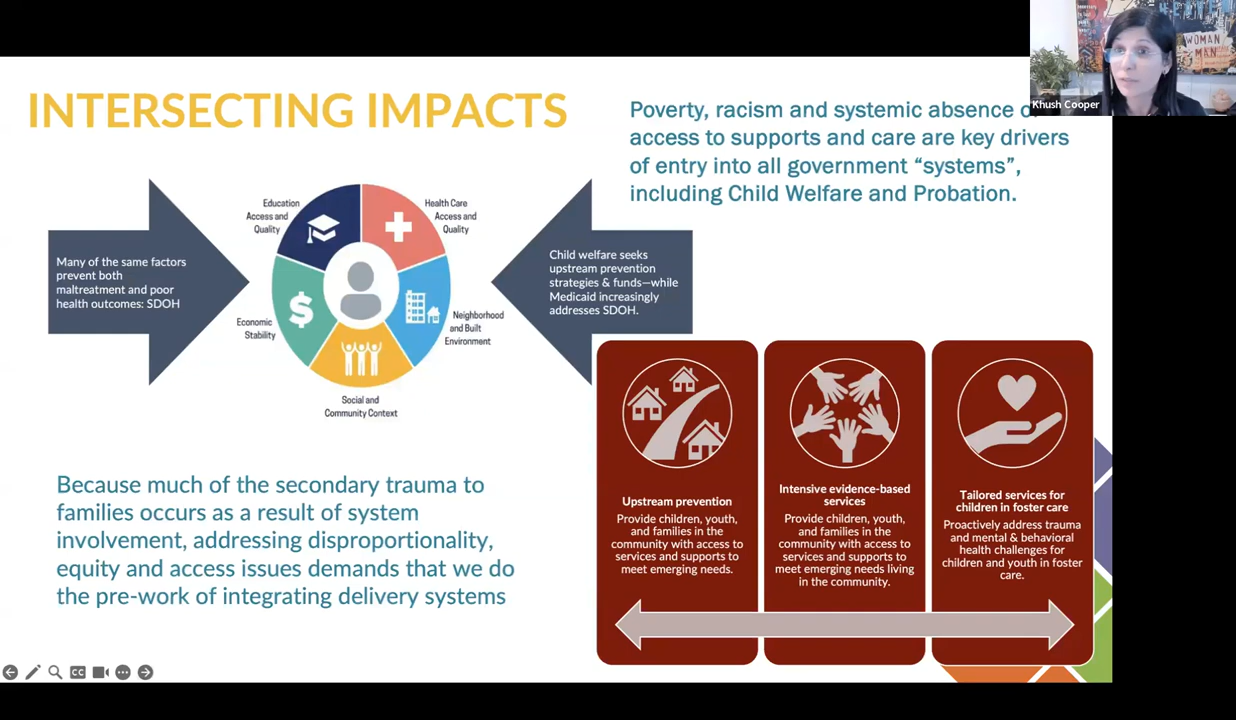 INTERSECTING IMPACTS
Poverty, racism and systemic absence
access to supports and care are key drivers
of entry into all government “systems”,
including Child Welfare and Probation.
Khush Cooper
WOMAN
MAN
Many of the same factors
prevent both
maltreatment and poor
health outcomes: SDOH
Education
Access and
Quality
Health Care
Access and
Quality
Economic
Stability
Neighborhood
and Built
Environment
Social and
Community Context
Child welfare seeks
upstream prevention
strategies & funds—while
Medicaid increasingly
addresses SDOH.
Because much of the secondary trauma to
families occurs as a result of system
involvement, addressing disproportionality,
equity and access issues demands that we do
the pre-work of integrating delivery systems
Upstream prevention
Provide children, youth,
and families in the
community with access to
services and supports to
meet emerging needs.
Intensive evidence-based
services
Provide children, youth,
and families in the
community with access to
services and supports to
meet emerging needs living
in the community.
Tailored services for
children in foster care
Proactively address trauma
and mental & behavioral
health challenges for
children and youth in foster
care.
CC